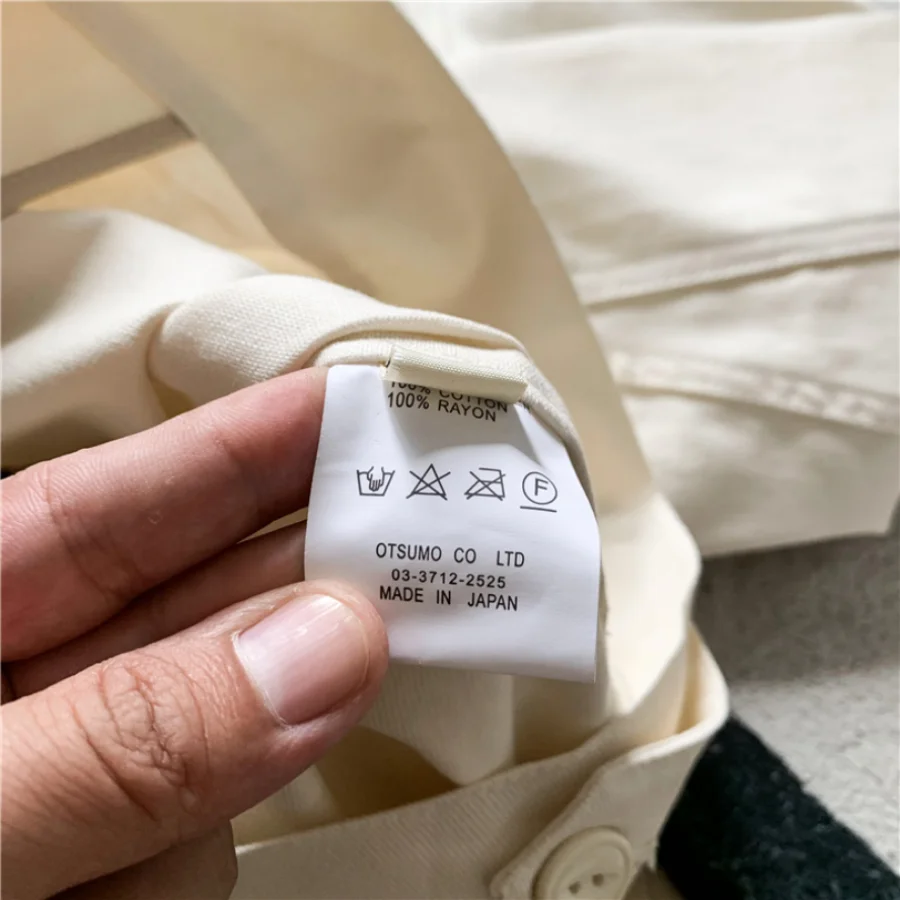 100% COTTON
100% RAYON
F
OTSUMO CO LTD
03-3712-2525
MADE IN JAPAN